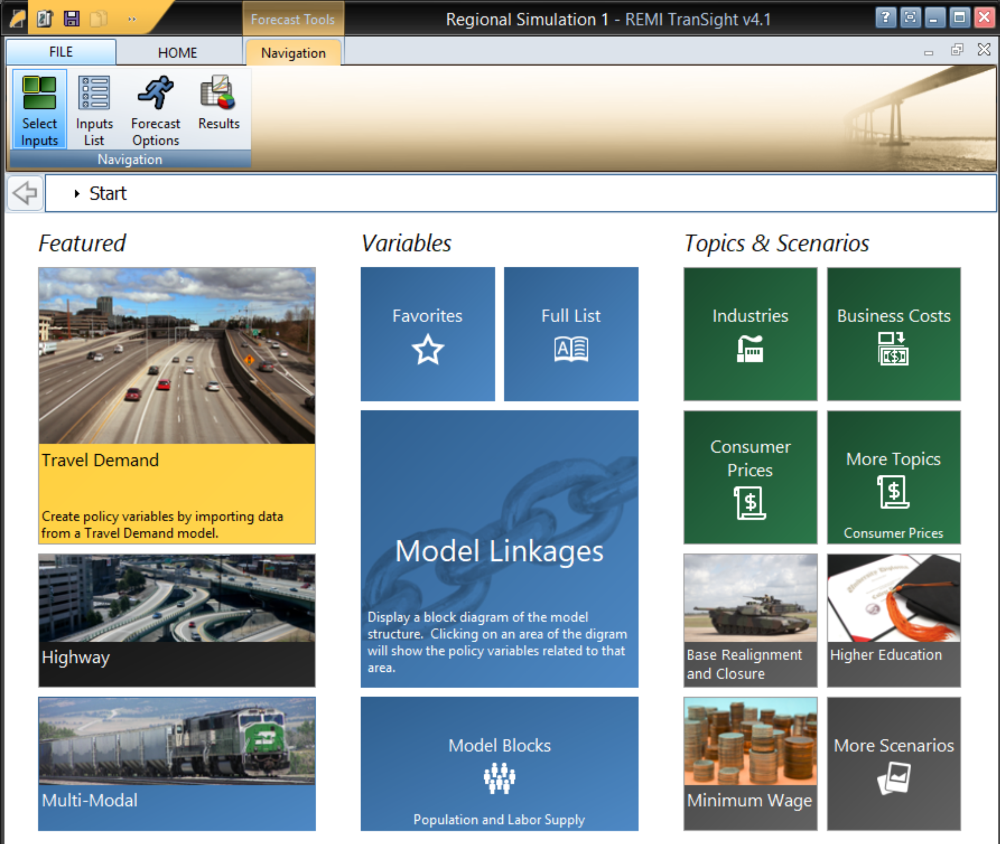 Forecast Tools
Regional Simulation 1 - REMI TranSight v4.1
FILE
HOME
Navigation
Select
Inputs
Inputs
List
Forecast
Options
Results
Navigation
Start
Featured
Travel Demand
Create policy variables by importing data
from a Travel Demand model.
Highway
Multi-Modal
Variables
Favorites
Full List
Model Linkages
Display a block diagram of the model
structure.  Clicking on an area of the digram
will show the policy variables related to that
area.
Model Blocks
Population and Labor Supply
Topics & Scenarios
Industries
Business Costs
Consumer
Prices
More Topics
Consumer Prices
Base Realignment
and Closure
University Diploma
Higher Education
Minimum Wage
More Scenarios